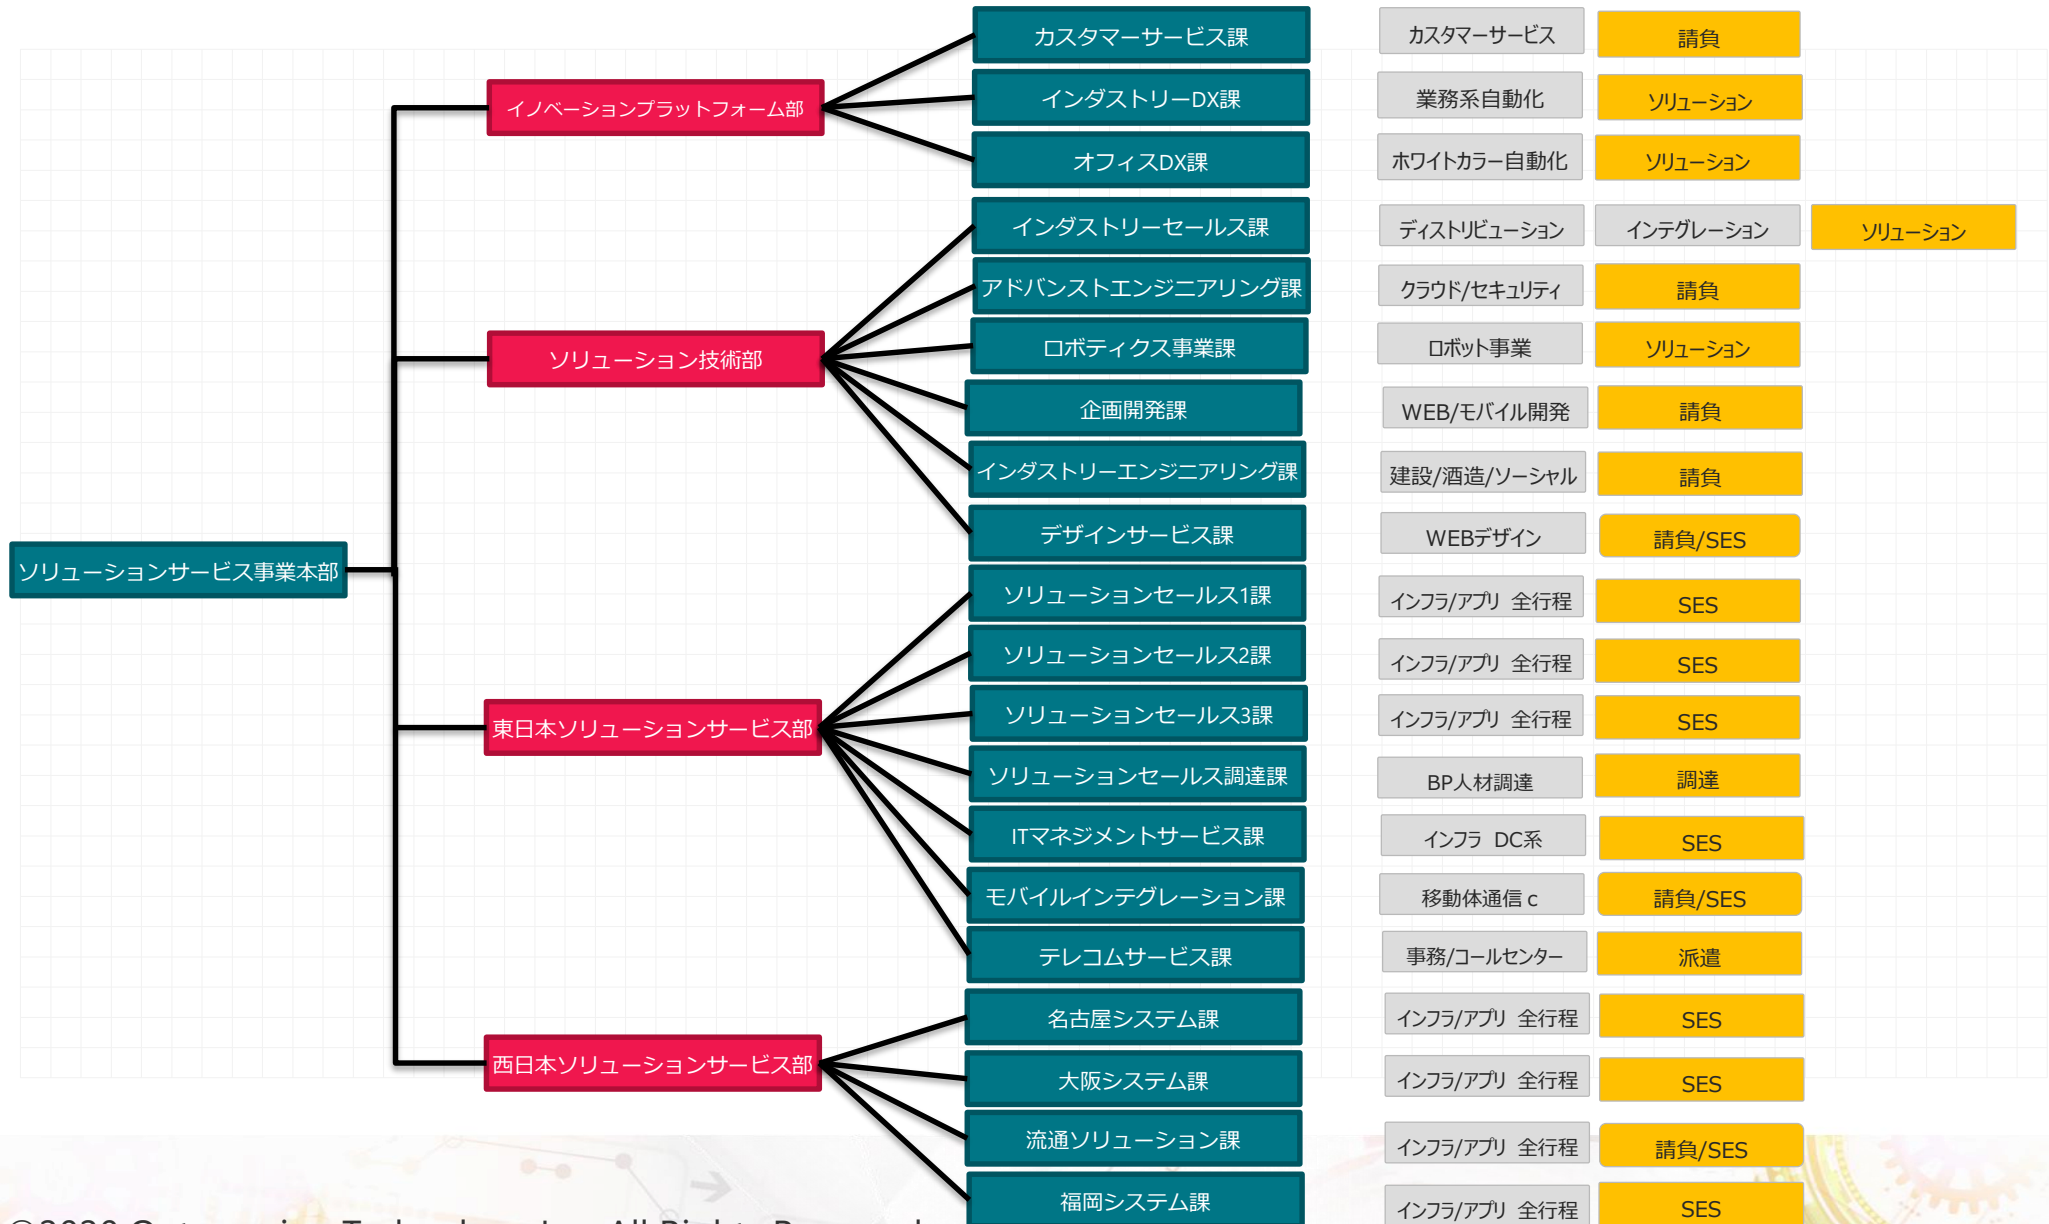 カスタマーサービス課 カスタマーサービス 請負
イノベーションプラットフォーム部
インダストリーDX課 業務系自動化 ソリューション
オフィスDX課 ホワイトカラー自動化 ソリューション
インダストリーセールス課 ディストリビューション インテグレーション ソリューション
アドバンストエンジニアリング課 クラウド/セキュリティ 請負
ソリューション技術部
ロボティクス事業課 ロボット事業 ソリューション
企画開発課 WEB/モバイル開発 請負
インダストリーエンジニアリング課 建設/酒造/ソーシャル 請負
デザインサービス課 WEBデザイン 請負/SES
ソリューションサービス事業本部
ソリューションセールス1課 インフラ/アプリ 全行程 SES
ソリューションセールス2課 インフラ/アプリ 全行程 SES
東日本ソリューションサービス部
ソリューションセールス3課 インフラ/アプリ 全行程 SES
ソリューションセールス調達課 BP人材調達 調達
ITマネジメントサービス課 インフラ DC系 SES
モバイルインテグレーション課 移動体通信 c 請負/SES
テレコムサービス課 事務/コールセンター 派遣
名古屋システム課 インフラ/アプリ 全行程 SES
西日本ソリューションサービス部
大阪システム課 インフラ/アプリ 全行程 SES
流通ソリューション課 インフラ/アプリ 全行程 請負/SES
福岡システム課 インフラ/アプリ 全行程 SES